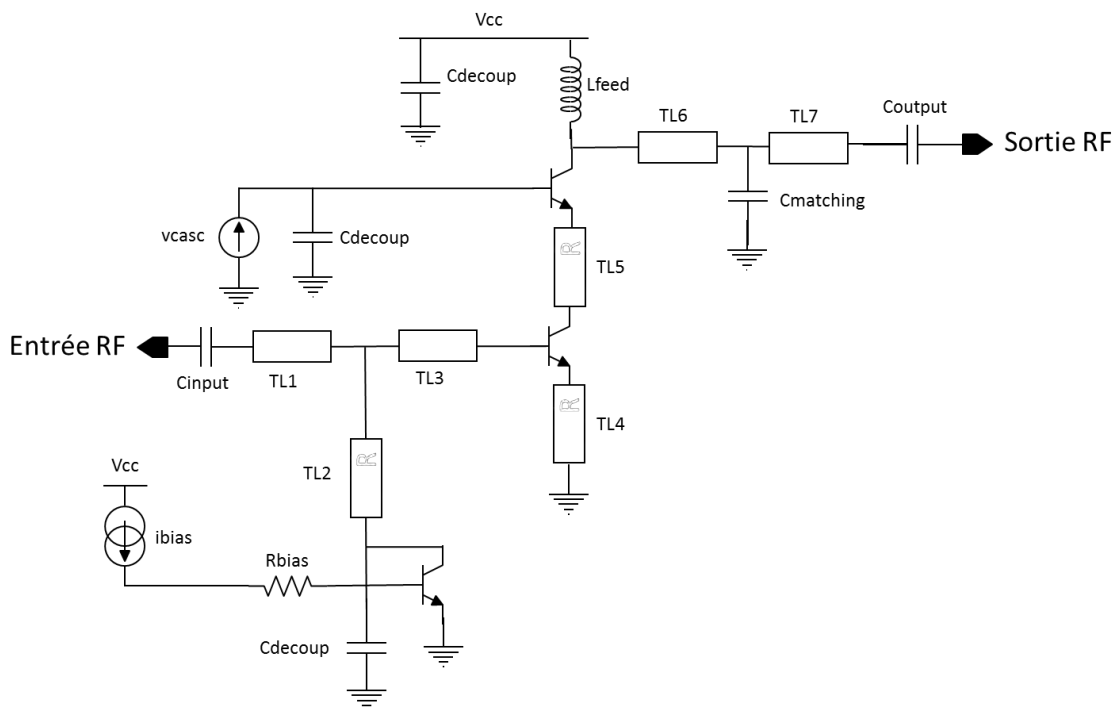 Vcc
Cdecoup
Lfeed
TL6
TL7
Coutput
Sortie RF
Cmatching
vcasc
Cdecoup
R
TL5
Entrée RF
Cinput
TL1
TL3
R
TL4
Vcc
TL2
R
ibias
Rbias
Cdecoup